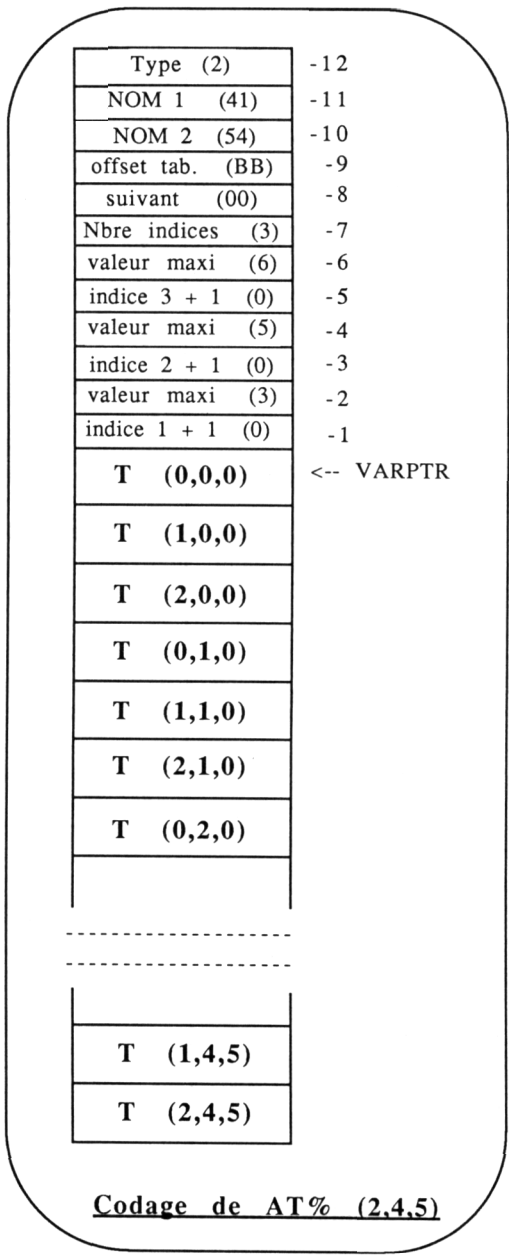 Type (2) -12
NOM 1 (41) -11
NOM 2 (54) -10
offset tab. (BB) -9
suivant (00) -8
Nbre indices (3) -7
valeur maxi (6) -6
indice 3 + 1 (0) -5
valeur maxi (5) -4
indice 2 + 1 (0) -3
valeur maxi (3) -2
indice 1 + 1 (0) -1
T (0,0,0) <-- VARPTR
T (1,0,0)
T (2,0,0)
T (0,1,0)
T (1,1,0)
T (2,1,0)
T (0,2,0)
T (1,4,5)
T (2,4,5)
Codage de AT% (2,4,5)